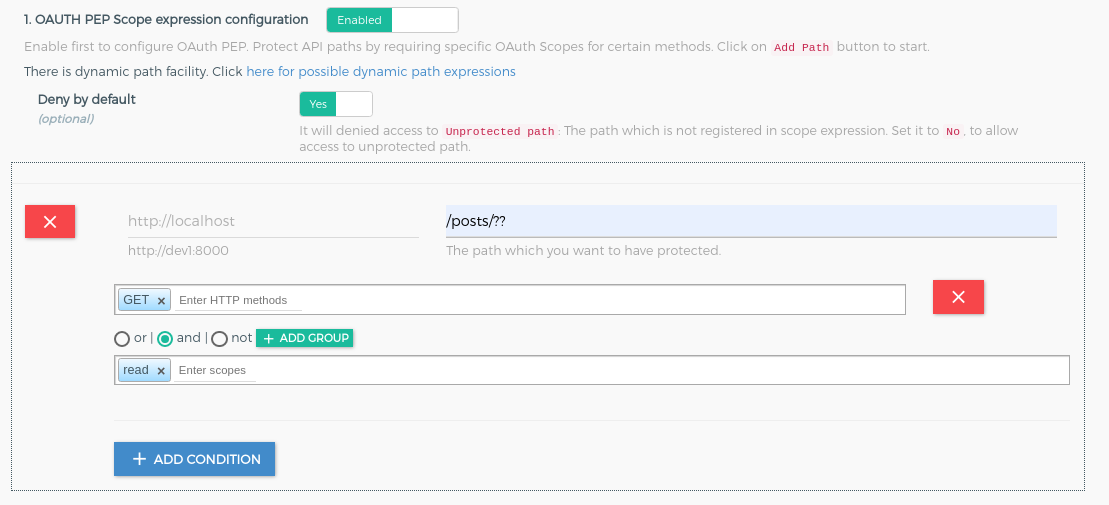 1. OAUTH PEP Scope expression configuration Enabled
Enable first to configure OAuth PEP. Protect API paths by requiring specific OAuth Scopes for certain methods. Click on Add Path button to start.
There is dynamic path facility. Click here for possible dynamic path expressions
Deny by default Yes
(optional)
It will denied access to Unprotected path: The path which is not registered in scope expression. Set it to No, to allow
access to unprotected path.
http://localhost /posts/??
http://dev1:8000 The path which you want to have protected.
GET × Enter HTTP methods
or | and | not + ADD GROUP
read × Enter scopes
+ ADD CONDITION